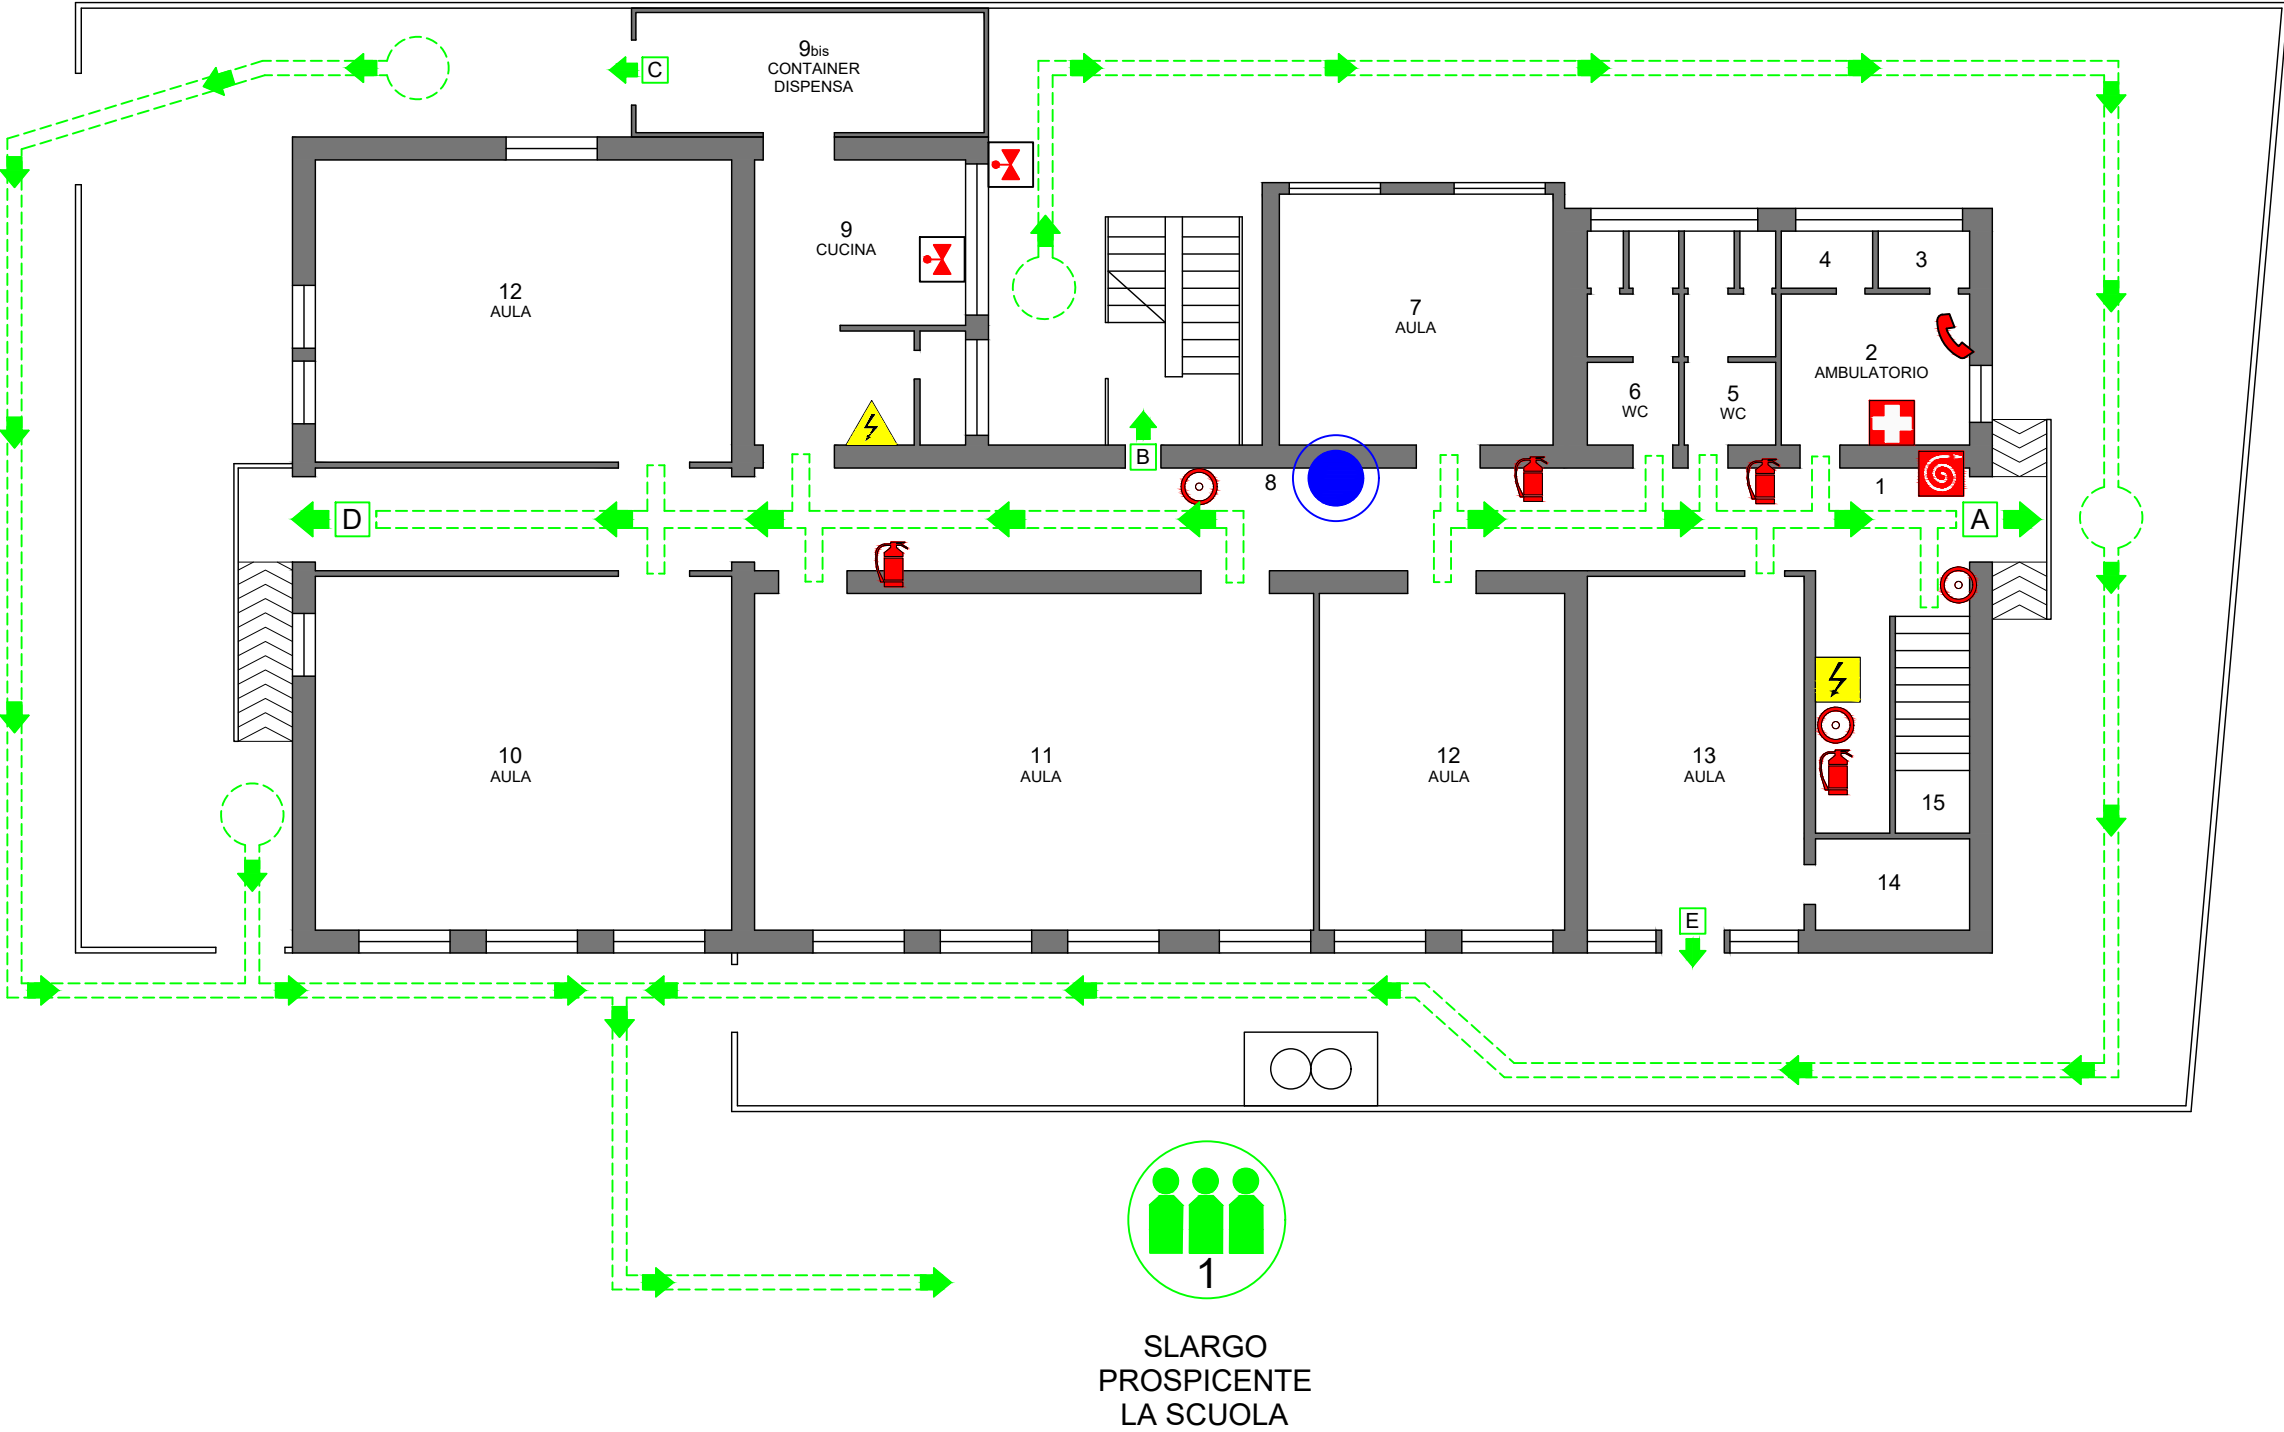 C
9bis
CONTAINER
DISPENSA
9
CUCINA
12
AULA
7
AULA
4
3
2
AMBULATORIO
6
WC
5
WC
B
8
1
D
A
10
AULA
11
AULA
12
AULA
13
AULA
15
14
E
1
SLARGO
PROSPICENTE
LA SCUOLA